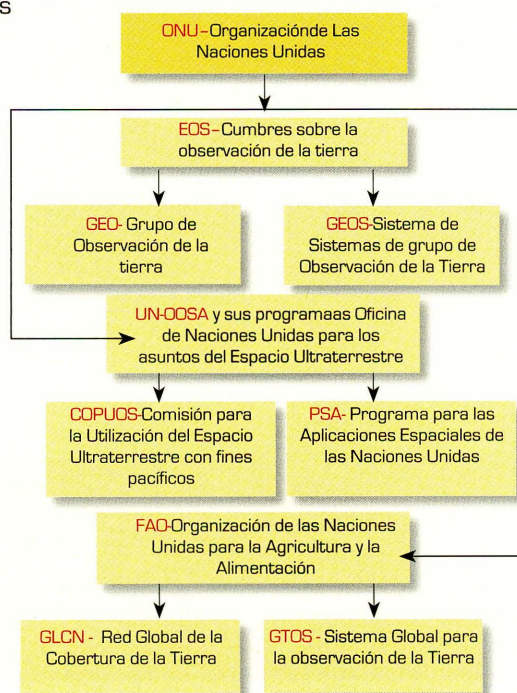 s
ONU-Organizaciónde Las
Naciones Unidas
EOS-Cumbres sobre la
observación de la tierra
GEO- Grupo de
Observación de la
tierra
GEOS-Sistema de
Sistemas de grupo de
Observación de la Tierra
UN-OOSA y sus programaas Oficina
de Naciones Unidas para los
asuntos del Espacio Ultraterrestre
COPUOS-Comisión para
la Utilización del Espacio
Ultraterrestre con fines
pacíficos
PSA- Programa para las
Aplicaciones Espaciales de
las Naciones Unidas
FAO-Organización de las Naciones
Unidas para la Agricultura y la
Alimentación
GLCN - Red Global de la
Cobertura de la Tierra
GTOS - Sistema Global para
la observación de la Tierra